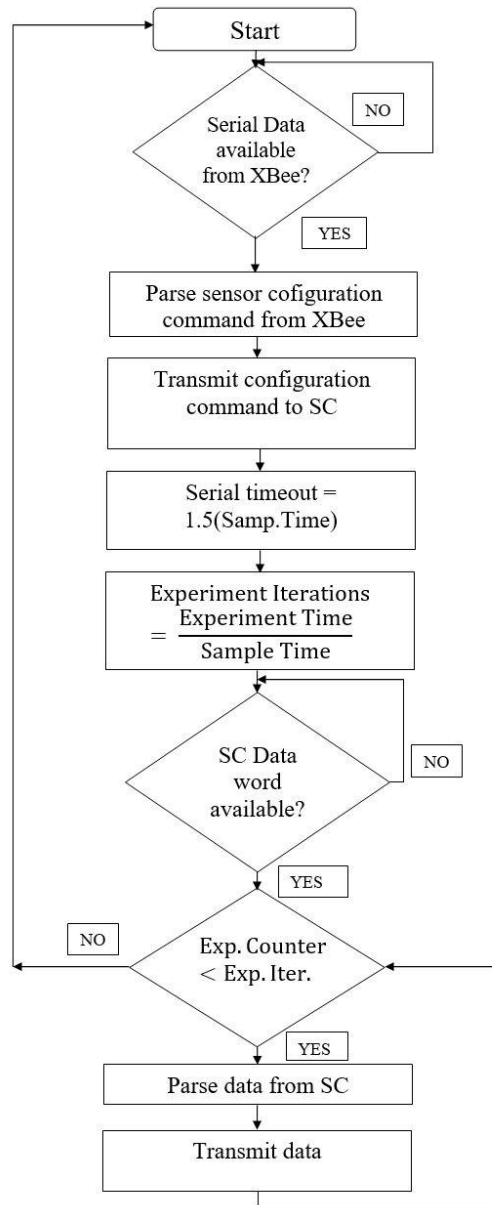 Start
Serial Data
available
from XBee?
NO
YES
Parse sensor cofiguration
command from XBee
Transmit configuration
command to SC
Serial timeout =
1.5(Samp.Time)
Experiment Iterations
= Experiment Time
Sample Time
SC Data
word
available?
NO
YES
NO
Exp. Counter
< Exp. Iter.
YES
Parse data from SC
Transmit data